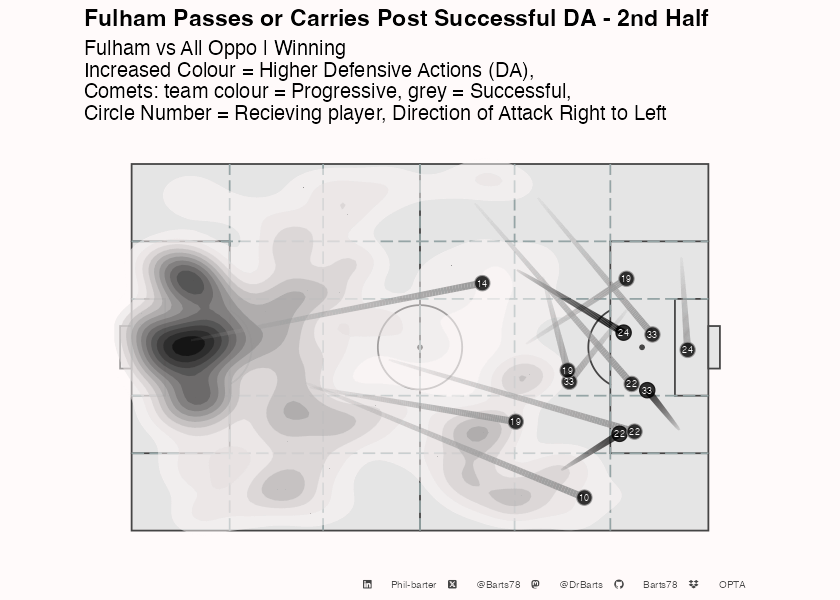 Fulham Passes or Carries Post Successful DA - 2nd Half
Fulham vs All Oppo | Winning
Increased Colour = Higher Defensive Actions (DA),
Comets: team colour = Progressive, grey = Successful,
Circle Number = Recieving player, Direction of Attack Right to Left
19
14
24
33
24
19
33
22
33
19
22
22
10
Phil-barter @Barts78 @DrBarts Barts78 OPTA